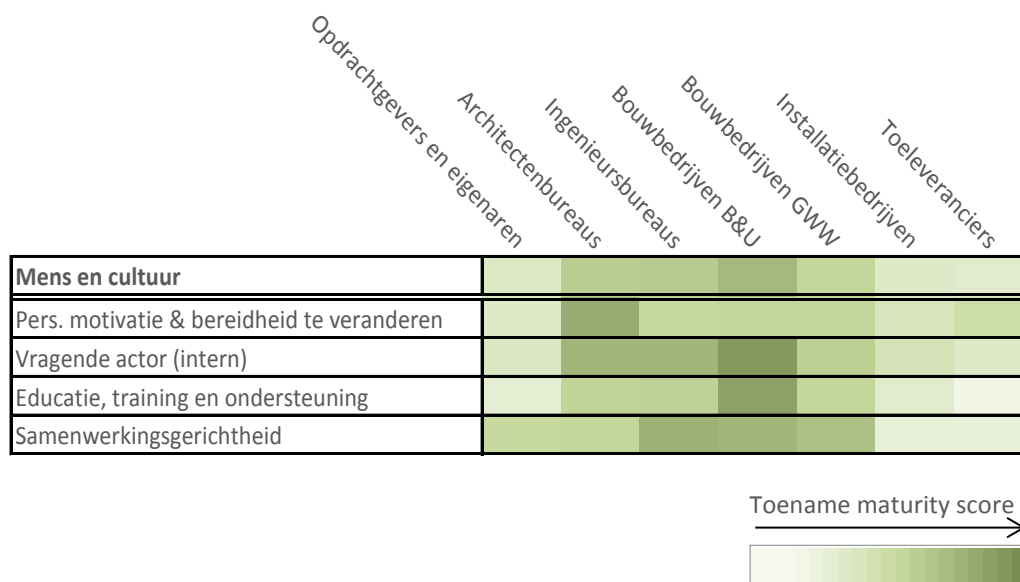 Opdrachtgevers en eigenaren
Architectenbureaus
Ingenieursbureaus
Bouwbedrijven B&U
Bouwbedrijven GWW
Installatiebedrijven
Toeleveranciers
Mens en cultuur
Pers. motivatie & bereidheid te veranderen
Vragende actor (intern)
Educatie, training en ondersteuning
Samenwerkingsgerichtheid
Toename maturity score